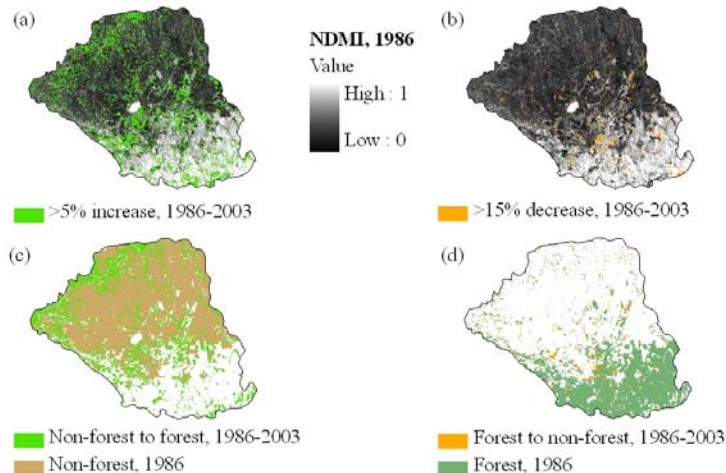 (a)
NDMI, 1986
Value
High : 1
Low : 0
(b)
>5% increase, 1986-2003
>15% decrease, 1986-2003
(c)
(d)
Non-forest to forest, 1986-2003
Non-forest, 1986
Forest to non-forest, 1986-2003
Forest, 1986